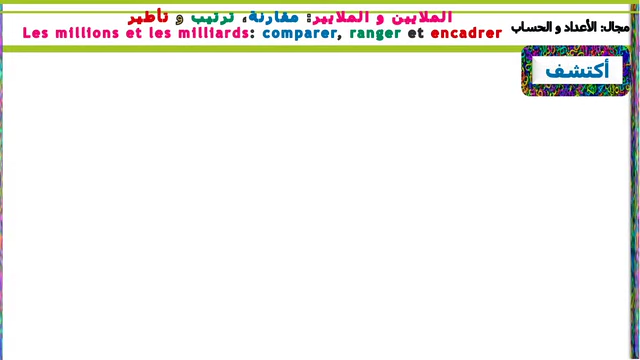 مجال: الأعداد و الحساب
الملايين و الملايير: مقارنة، ترتيب و تأطير
Les millions et les milliards: comparer, ranger et encadrer
أكتشف